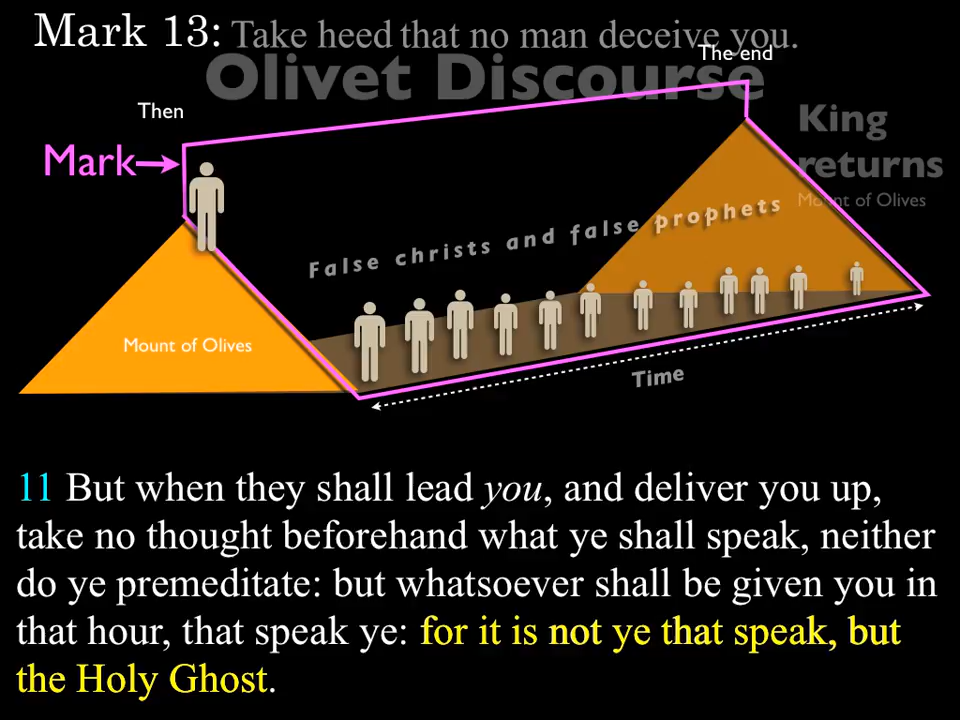 Mark 13: Take heed that no man deceive you.
The end
Olivet Discourse
Then
King
returns
Mount of Olives
Mark
False christs and false prophets
Mount of Olives
Time
11 But when they shall lead you, and deliver you up,
take no thought beforehand what ye shall speak, neither
do ye premeditate: but whatsoever shall be given you in
that hour, that speak ye: for it is not ye that speak, but
the Holy Ghost.